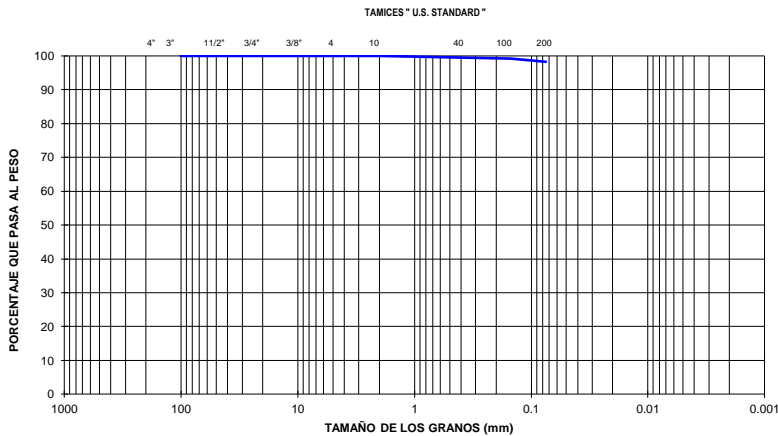 TAMICES " U.S. STANDARD "
4" 3" 11/2" 3/4" 3/8" 4 10 40 100 200
100
90
80
70
60
50
40
30
20
10
0
PORCENTAJE QUE PASA AL PESO
1000 100 10 1 0.1 0.01 0.001
TAMAÑO DE LOS GRANOS (mm)